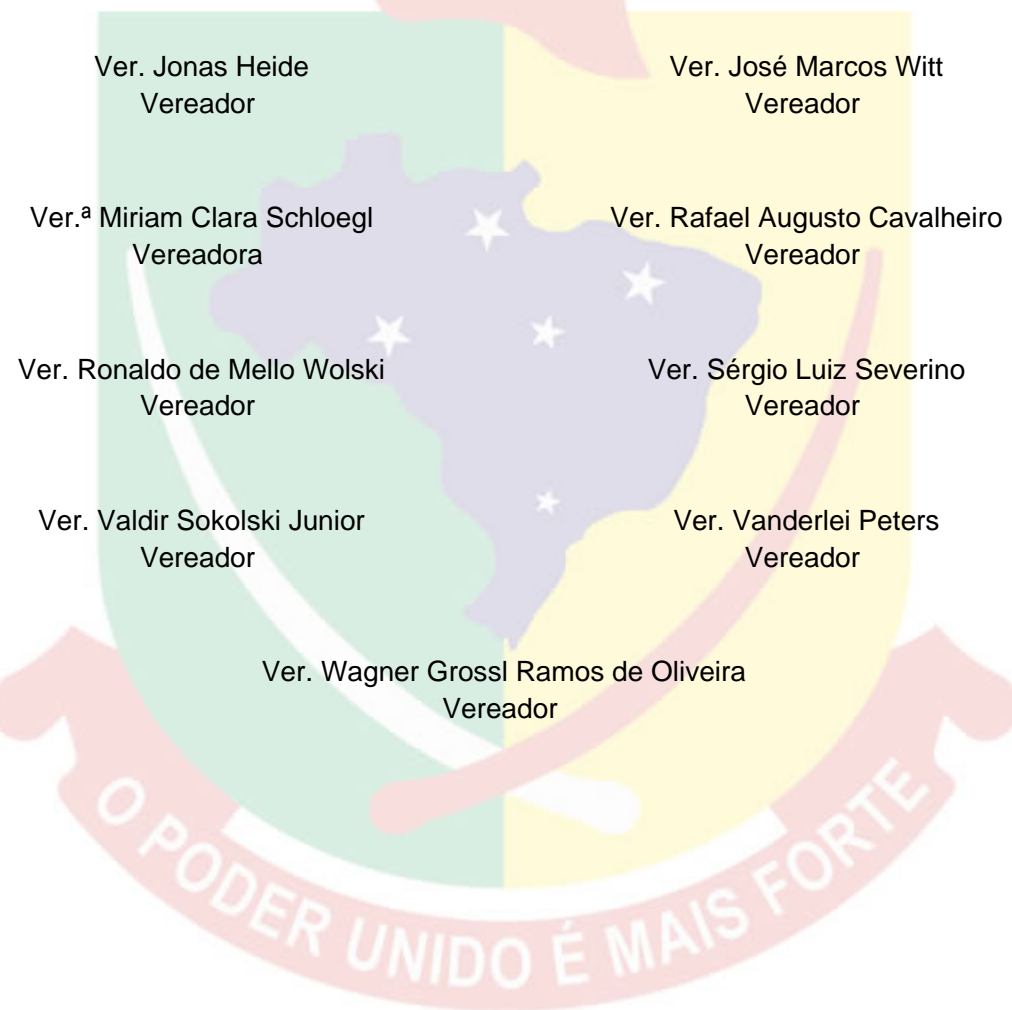 Ver. Jonas Heide
Vereador
Ver. José Marcos Witt
Vereador
Ver.ª Miriam Clara Schloegl
Vereadora
Ver. Rafael Augusto Cavalheiro
Vereador
Ver. Ronaldo de Mello Wolski
Vereador
Ver. Sérgio Luiz Severino
Vereador
Ver. Valdir Sokolski Junior
Vereador
Ver. Vanderlei Peters
Vereador
Ver. Wagner Grossl Ramos de Oliveira
Vereador
O PODER UNIDO É MAIS FORTE